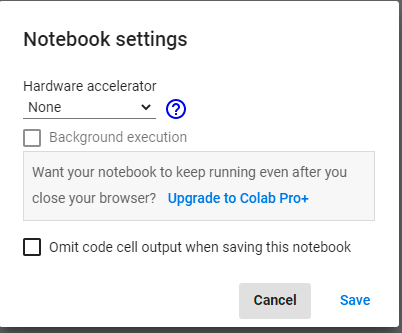 Notebook settings
Hardware accelerator
None
?
Background execution
Want your notebook to keep running even after you
close your browser? Upgrade to Colab Pro+
Omit code cell output when saving this notebook
Cancel Save